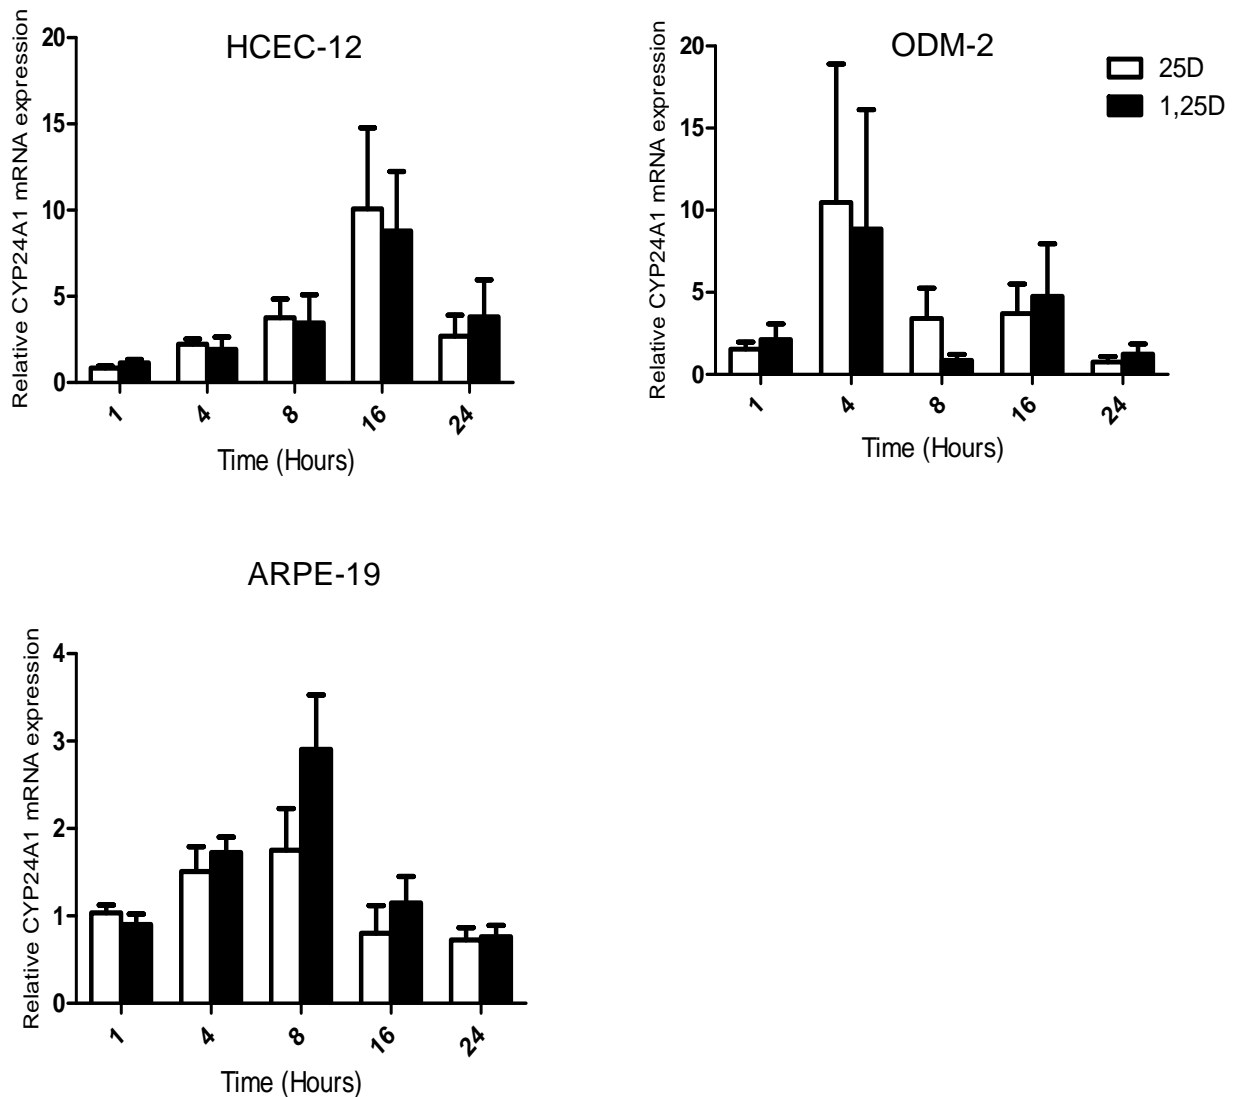 HCEC-12
Relative CYP24A1 mRNA expression
20
15
10
5
0
1 4 8 16 24
Time (Hours)
ODM-2
25D
1,25D
Relative CYP24A1 mRNA expression
20
15
10
5
0
1 4 8 16 24
Time (Hours)
ARPE-19
Relative CYP24A1 mRNA expression
4
3
2
1
0
1 4 8 16 24
Time (Hours)